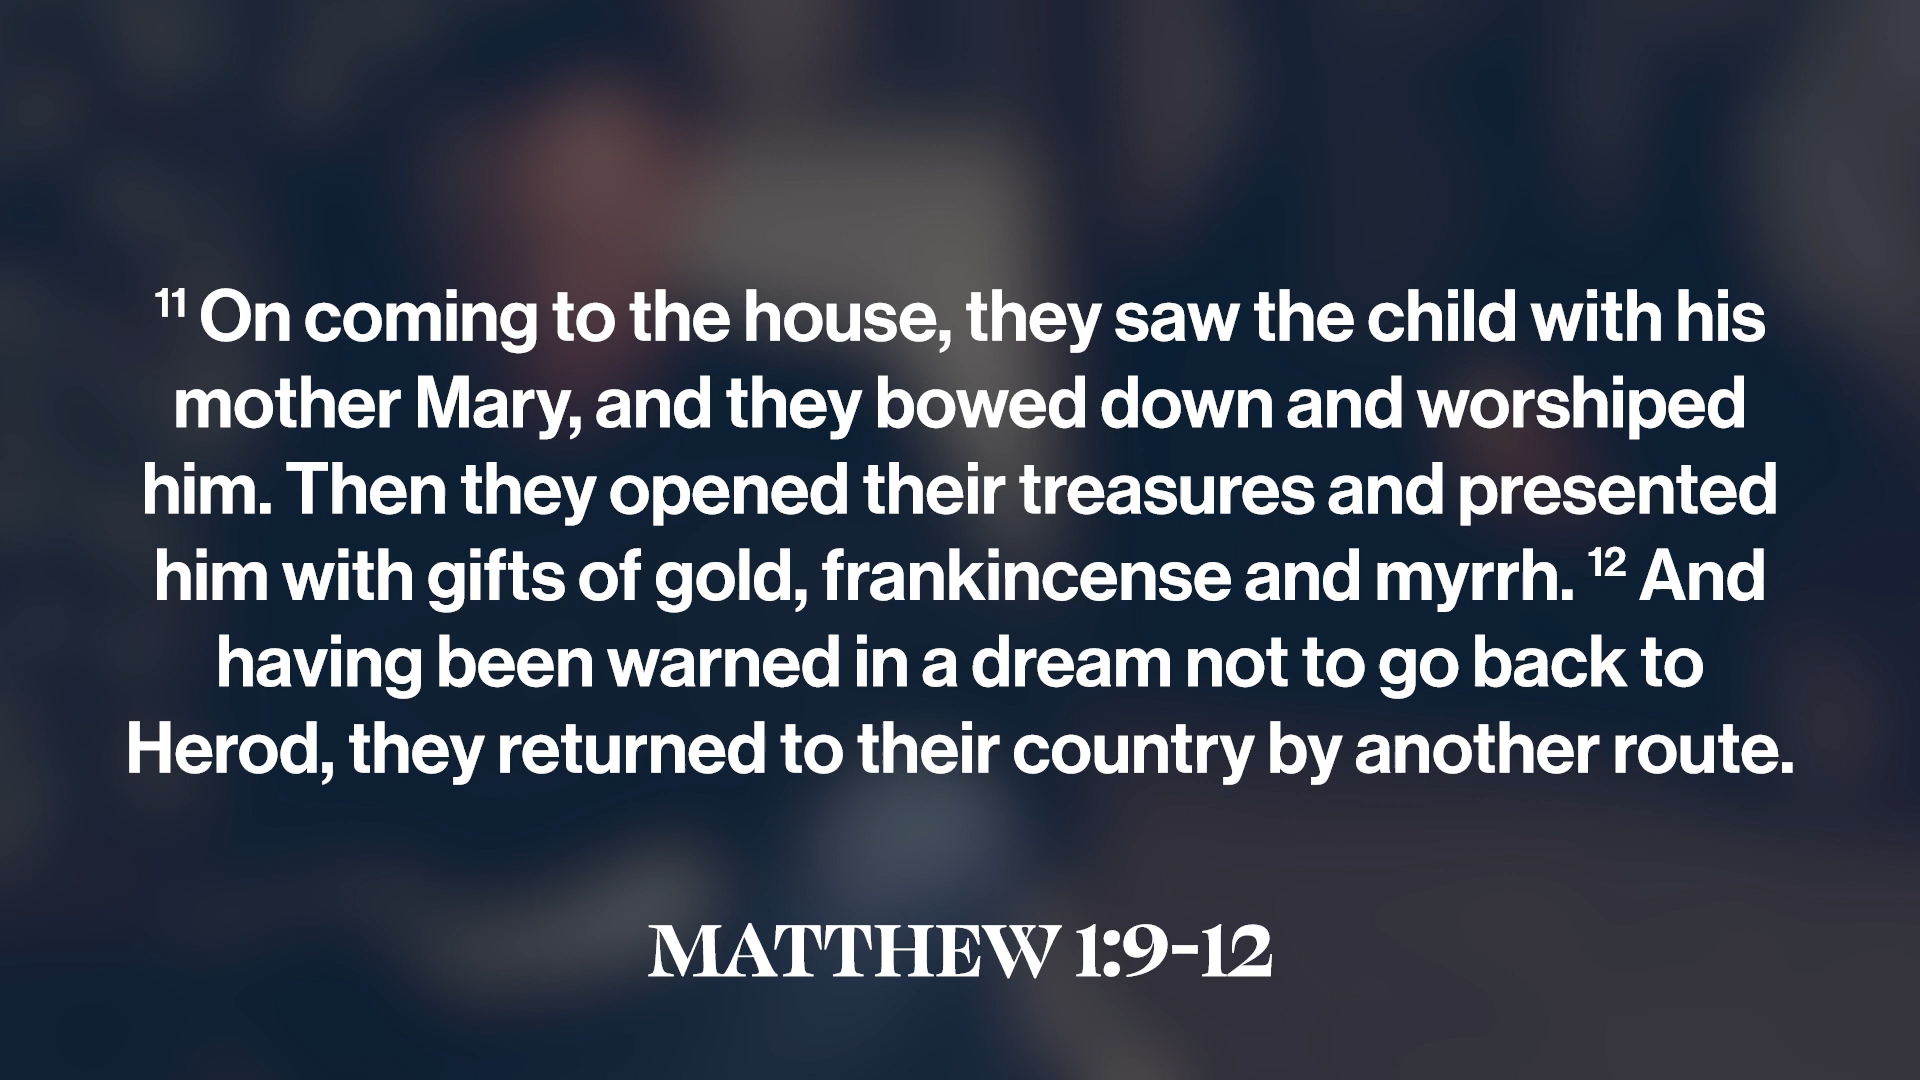 ¹¹ On coming to the house, they saw the child with his
mother Mary, and they bowed down and worshiped
him. Then they opened their treasures and presented
him with gifts of gold, frankincense and myrrh. ¹² And
having been warned in a dream not to go back to
Herod, they returned to their country by another route.
MATTHEW 1:9-12